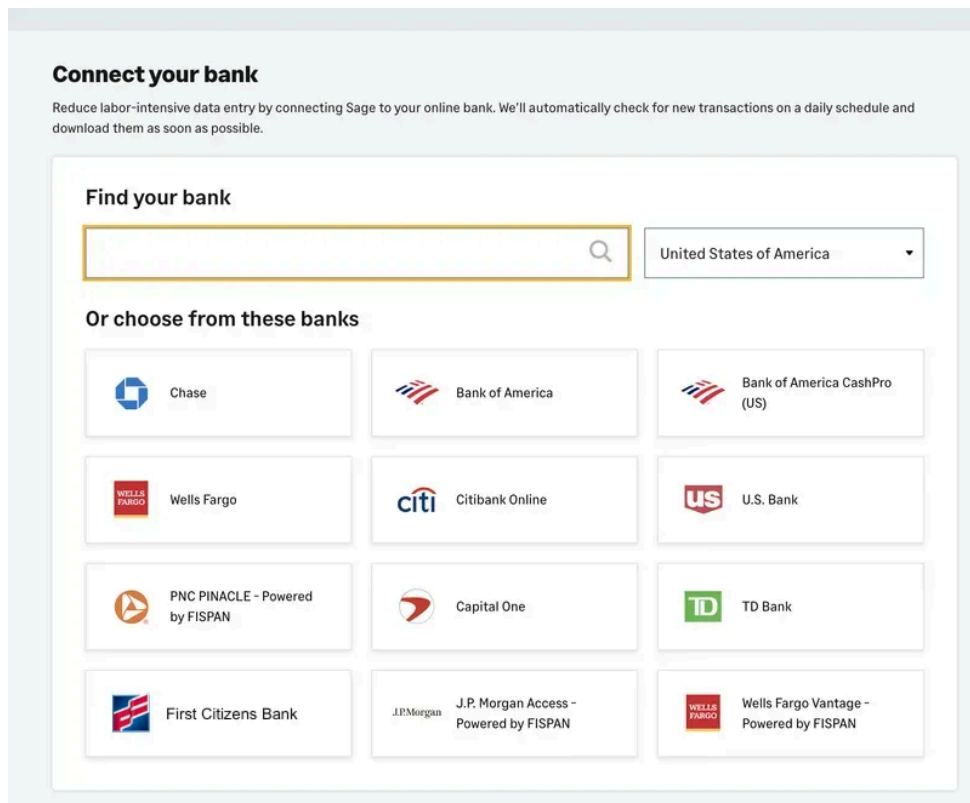 Connect your bank
Reduce labor-intensive data entry by connecting Sage to your online bank. We'll automatically check for new transactions on a daily schedule and
download them as soon as possible.
Find your bank
United States of America
Or choose from these banks
Chase
Bank of America
Bank of America CashPro
(US)
WELLS
FARGO
Wells Fargo
citi
Citibank Online
us
U.S. Bank
PNC PINACLE - Powered
by FISPAN
Capital One
TD
TD Bank
First Citizens Bank
J.P.Morgan
J.P. Morgan Access -
Powered by FISPAN
WELLS
FARGO
Wells Fargo Vantage -
Powered by FISPAN